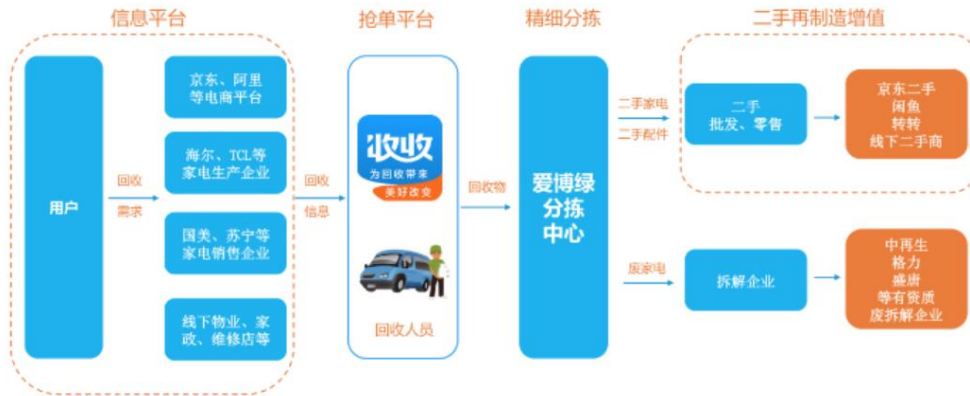 信息平台
抢单平台
精细分拣
二手再制造增值
用户
回收
需求
京东、阿里
等电商平台
海尔、TCL等
家电生产企业
国美、苏宁等
家电销售企业
线下物业、家
政、维修店等
回收
信息
收收
为回收带来
美好改变
回收人员
回收物
爱博绿
分拣
中心
二手家电
二手配件
二手
批发、零售
京东二手
闲鱼
转转
线下二手商
废家电
拆解企业
中再生
格力
盛唐
等有资质
废拆解企业